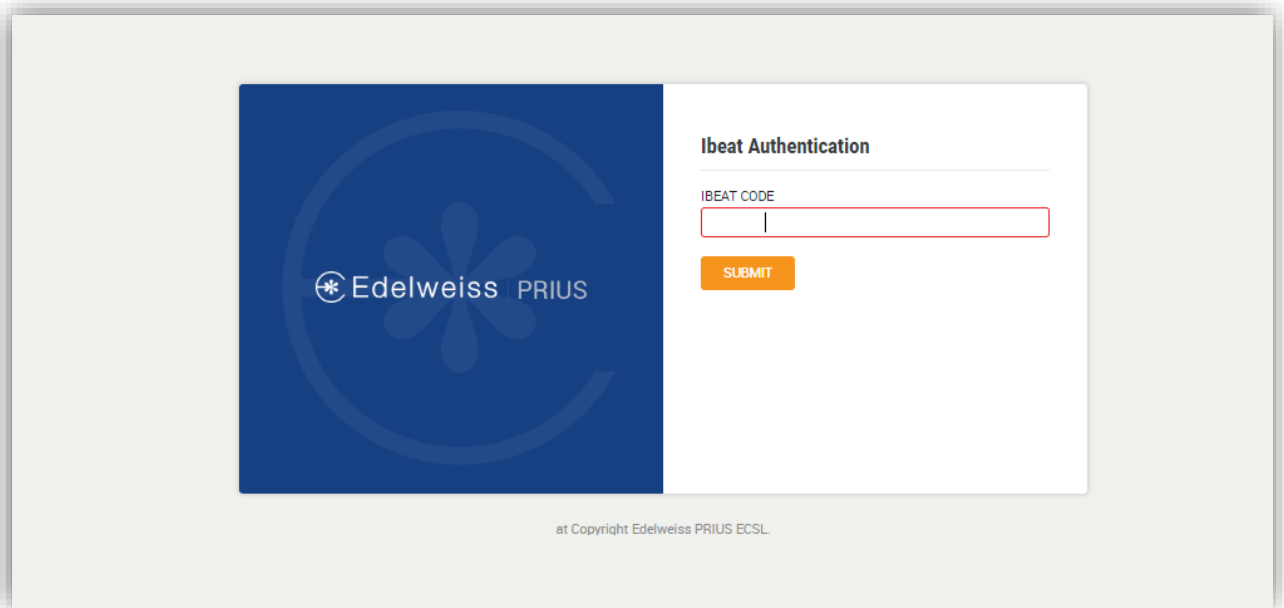 Ibeat Authentication
IBEAT CODE
SUBMIT
Edelweiss PRIUS
at Copyright Edelweiss PRIUS ECSL.